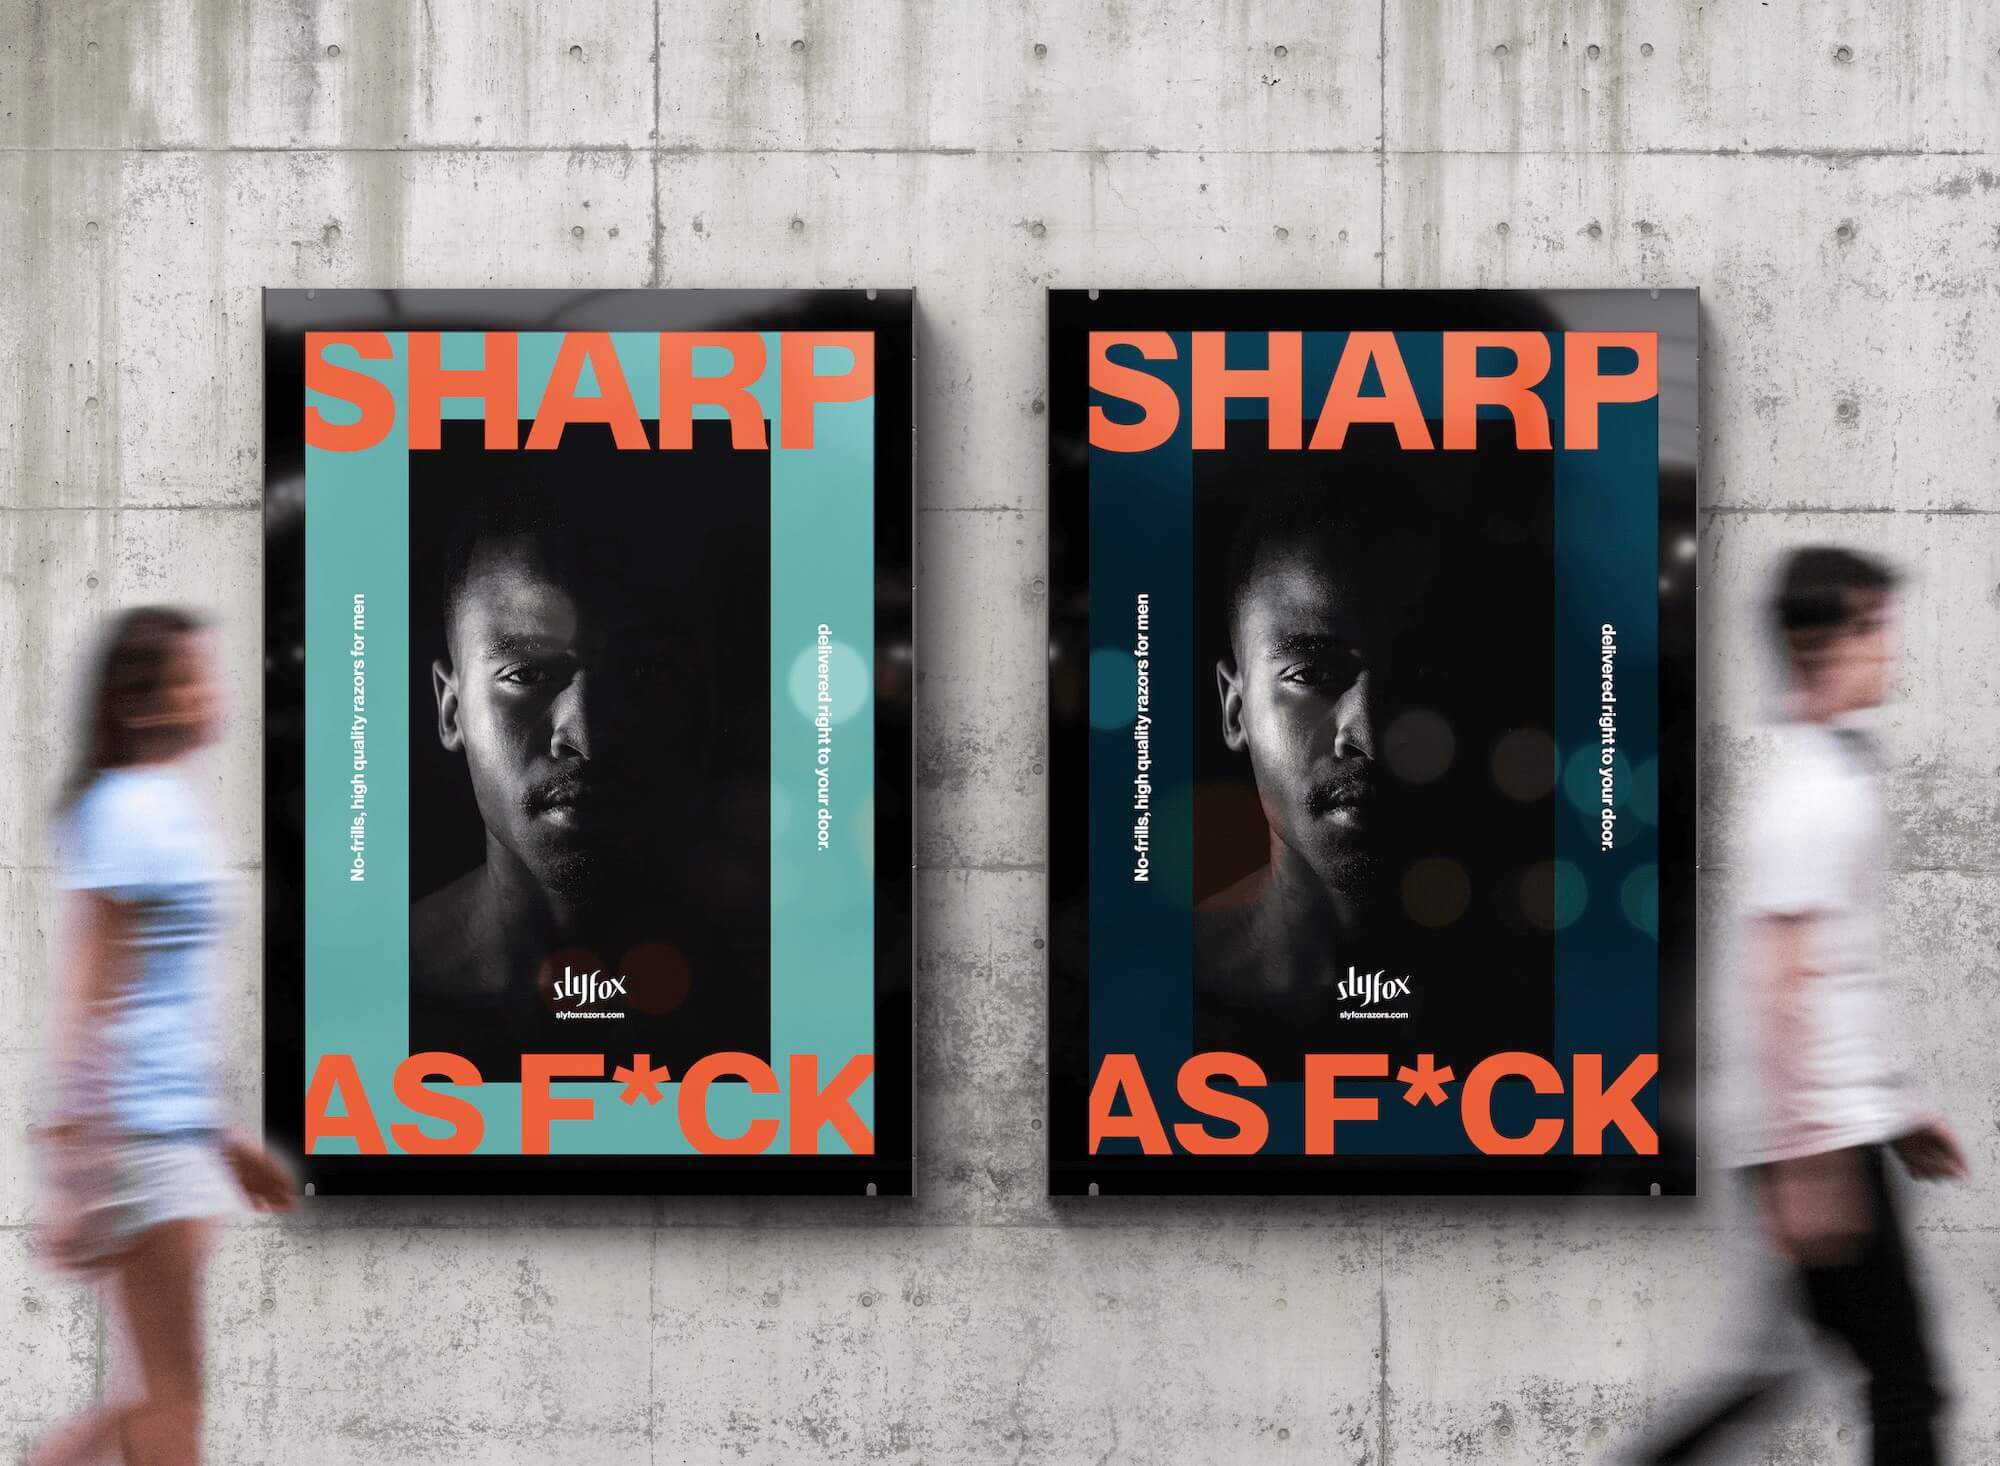 SHARP
No-frills, high quality razors for men
delivered right to your door.
slyfox
slyfoxrazors.com
AS F*CK
SHARP
No-frills, high quality razors for men
delivered right to your door.
slyfox
slyfoxrazors.com
AS F*CK